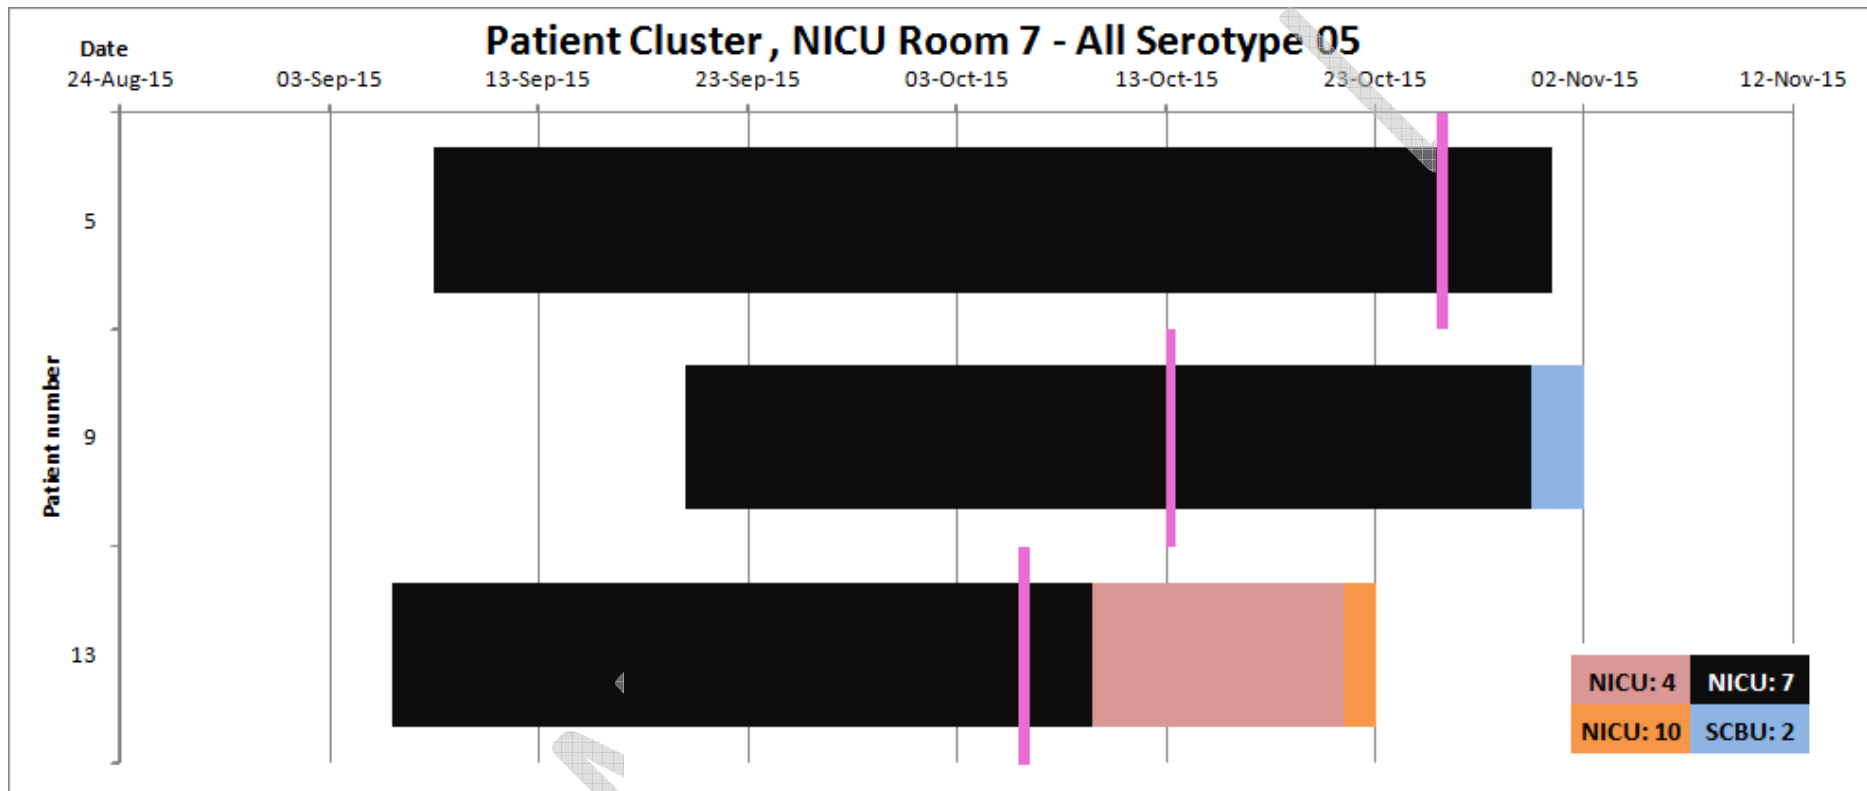 Patient Cluster , NICU Room 7 - All Serotype 05
Date
24-Aug-15 03-Sep-15 13-Sep-15 23-Sep-15 03-Oct-15 13-Oct-15 23-Oct-15 02-Nov-15 12-Nov-15
Patient number
5
9
13
NICU: 4 NICU: 7
NICU: 10 SCBU: 2